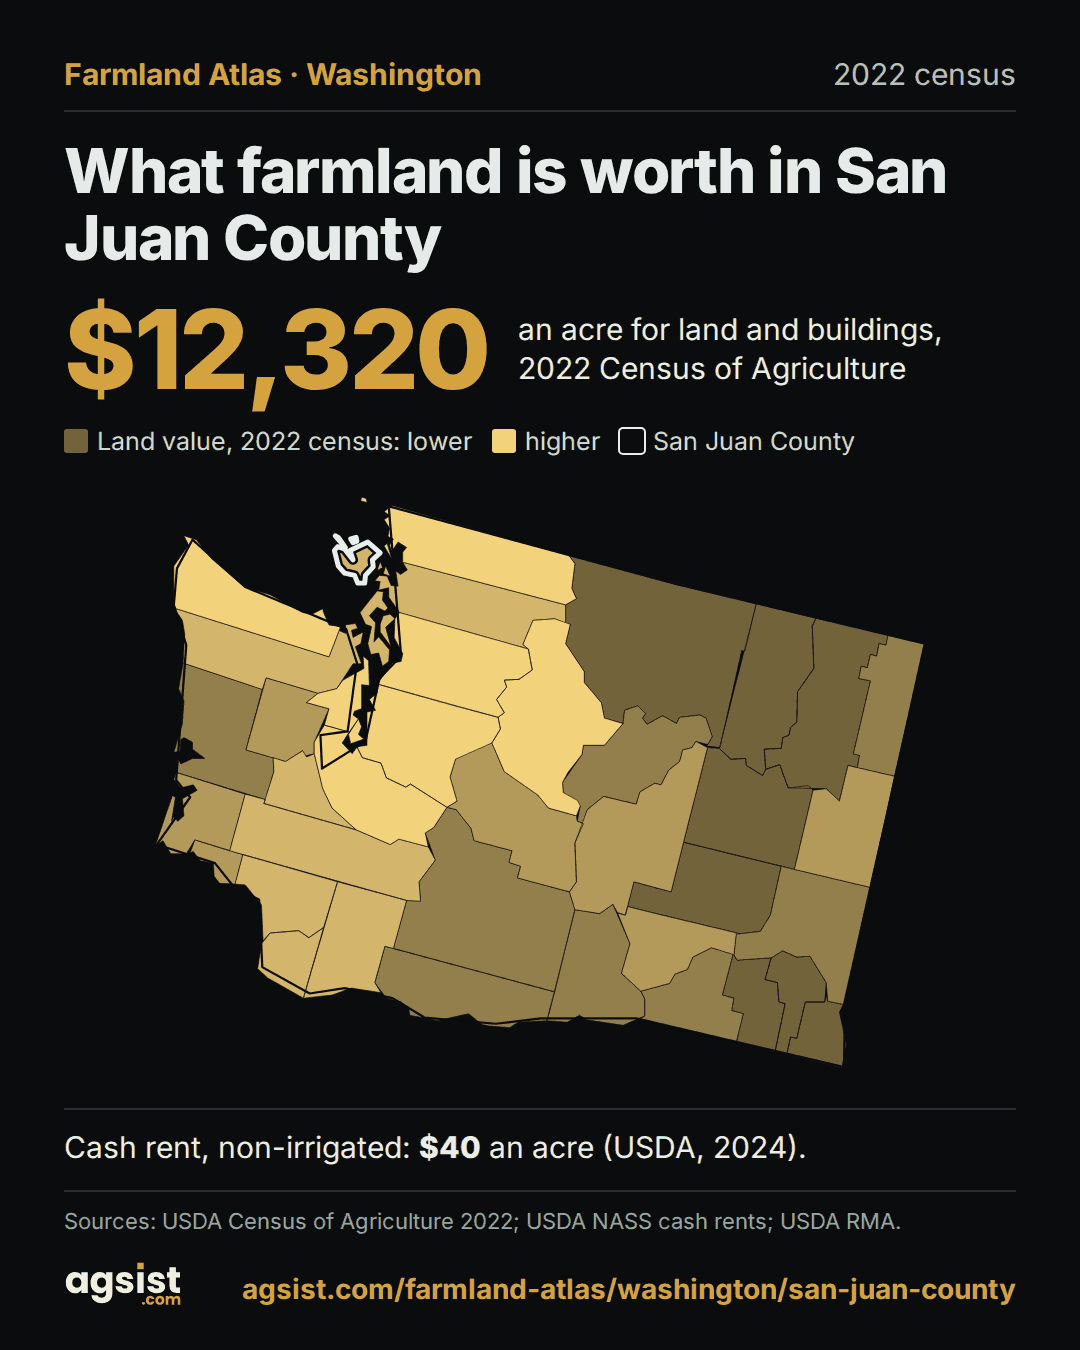 Farmland Atlas · Washington
2022 census
What farmland is worth in San
Juan County
$12,320
an acre for land and buildings,
2022 Census of Agriculture
Land value, 2022 census: lower
higher
San Juan County
Cash rent, non-irrigated: $40 an acre (USDA, 2024).
Sources: USDA Census of Agriculture 2022; USDA NASS cash rents; USDA RMA.
agsist
.com
agsist.com/farmland-atlas/washington/san-juan-county